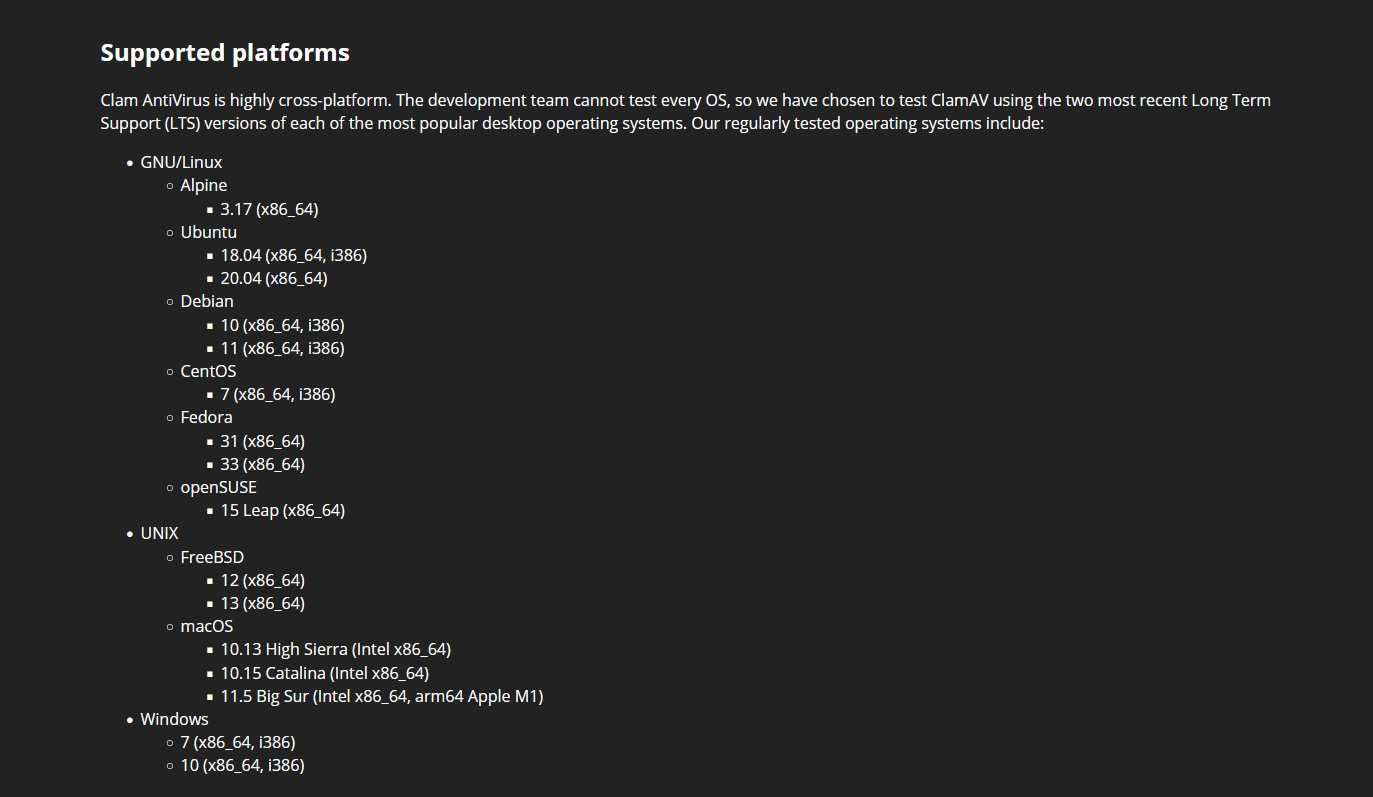 Supported platforms
Clam AntiVirus is highly cross-platform. The development team cannot test every OS, so we have chosen to test ClamAV using the two most recent Long Term
Support (LTS) versions of each of the most popular desktop operating systems. Our regularly tested operating systems include:
• GNU/Linux
○ Alpine
▪ 3.17 (x86_64)
○ Ubuntu
▪ 18.04 (x86_64, i386)
▪ 20.04 (x86_64)
○ Debian
▪ 10 (x86_64, i386)
▪ 11 (x86_64, i386)
○ CentOS
▪ 7 (x86_64, i386)
○ Fedora
▪ 31 (x86_64)
▪ 33 (x86_64)
○ openSUSE
▪ 15 Leap (x86_64)
• UNIX
○ FreeBSD
▪ 12 (x86_64)
▪ 13 (x86_64)
○ macOS
▪ 10.13 High Sierra (Intel x86_64)
▪ 10.15 Catalina (Intel x86_64)
▪ 11.5 Big Sur (Intel x86_64, arm64 Apple M1)
• Windows
○ 7 (x86_64, i386)
○ 10 (x86_64, i386)